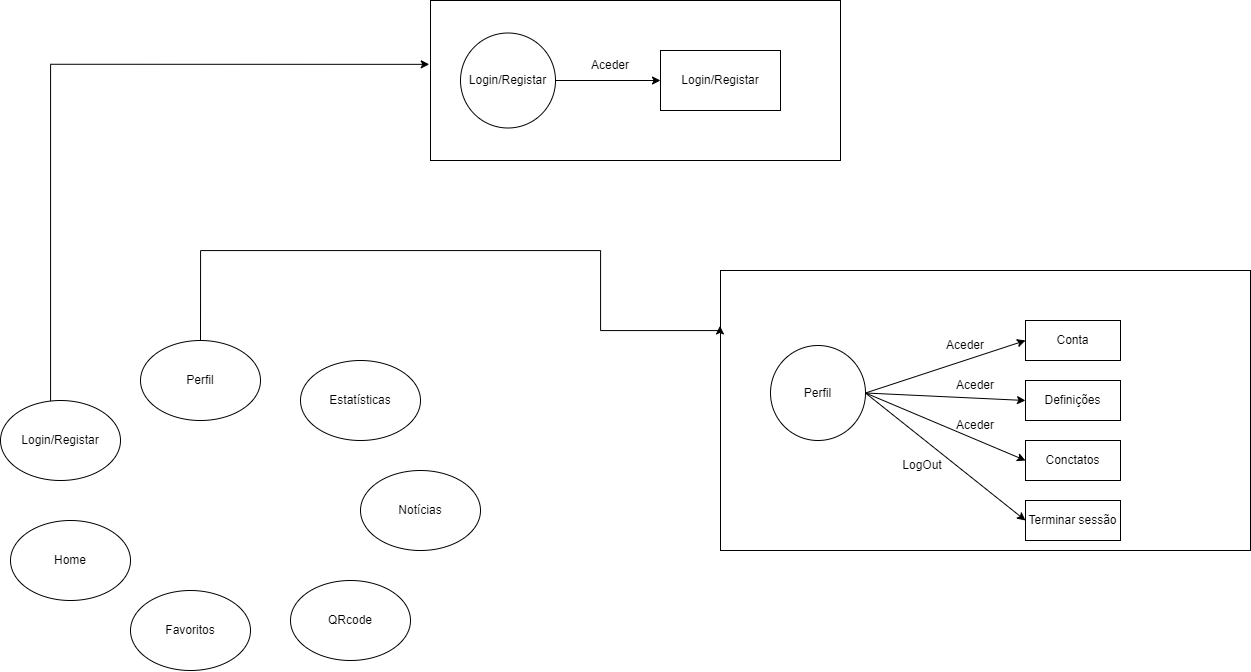 Login/Registar
Aceder
Login/Registar
Perfil
Estatísticas
Login/Registar
Notícias
Home
Favoritos
QRcode
Perfil
Aceder
Conta
Aceder
Definições
Aceder
Conctatos
LogOut
Terminar sessão